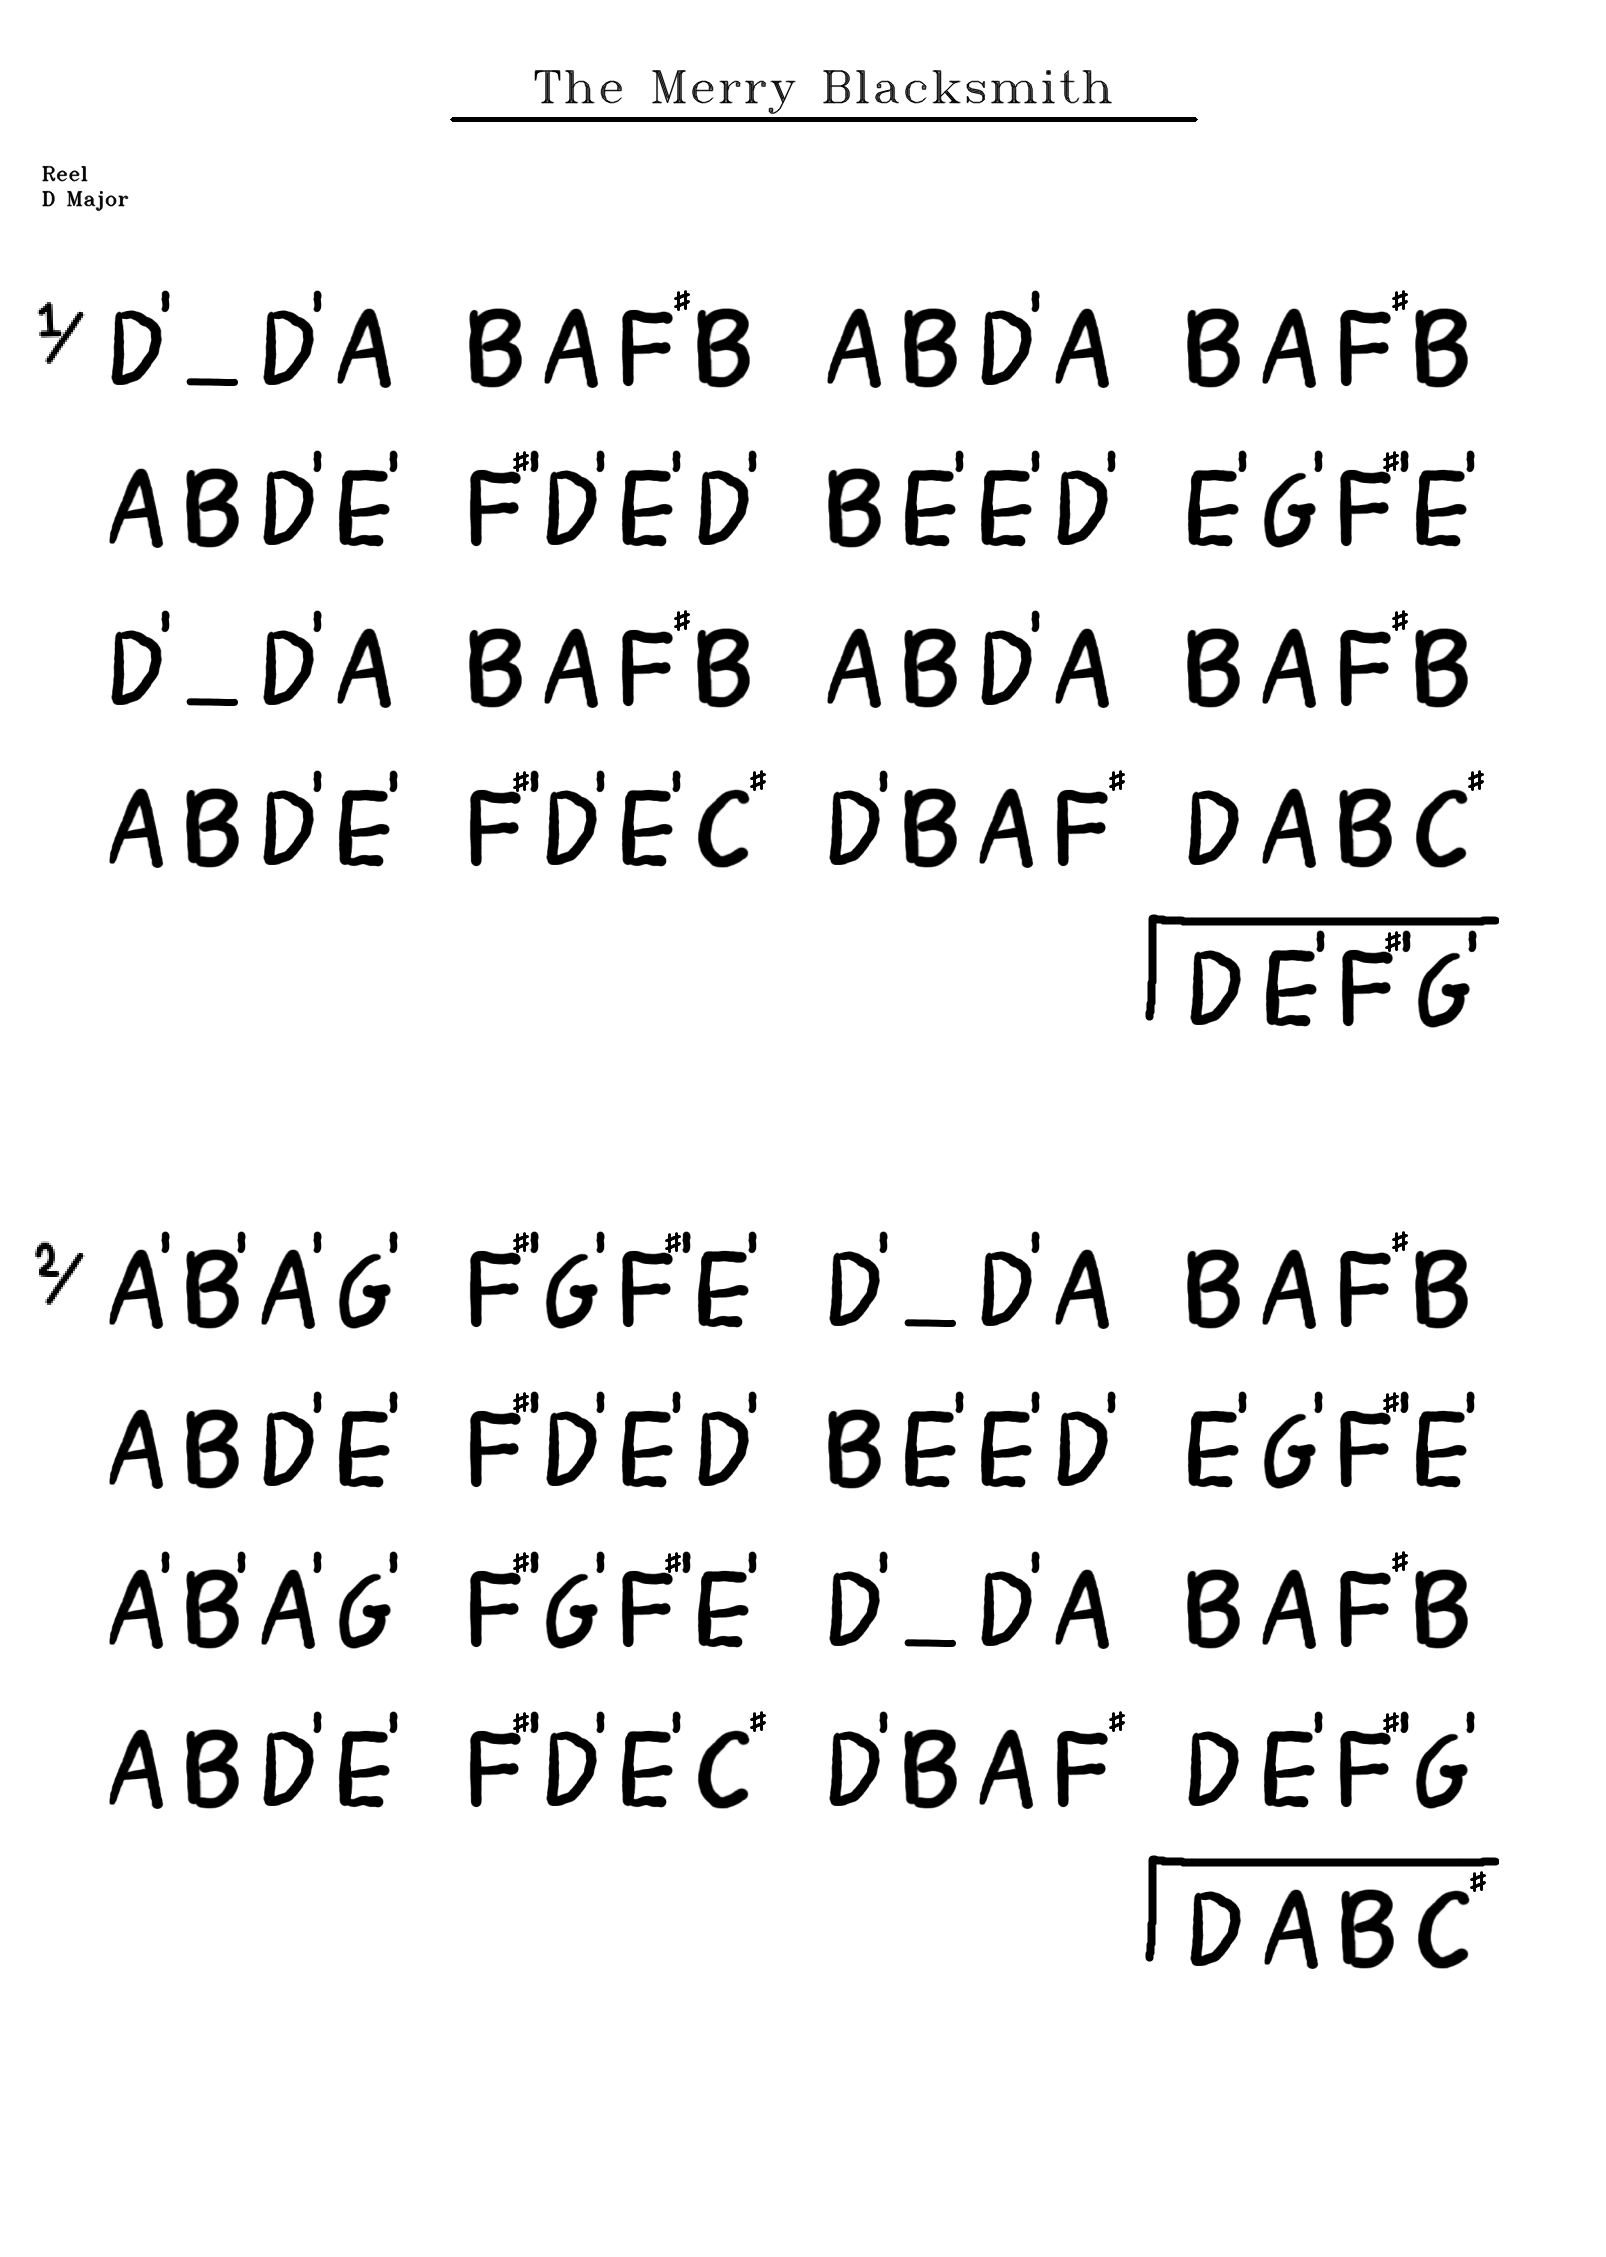 The Merry Blacksmith
Reel
D Major
1/ D'_D'A BAF#B ABD'A BAF#B
ABD'E' F#'D'E'D' BE'E'D' E'G'F#'E'
D'_D'A BAF#B ABD'A BAF#B
ABD'E' F#'D'E'C# D'BAF# DABC#
DE'F#'G'
2/ A'B'A'G' F#'G'F#'E' D'_D'A BAF#B
ABD'E' F#'D'E'D' BE'E'D' E'G'F#'E'
A'B'A'G' F#'G'F#'E' D'_D'A BAF#B
ABD'E' F#'D'E'C# D'BAF# DE'F#'G'
DABC#